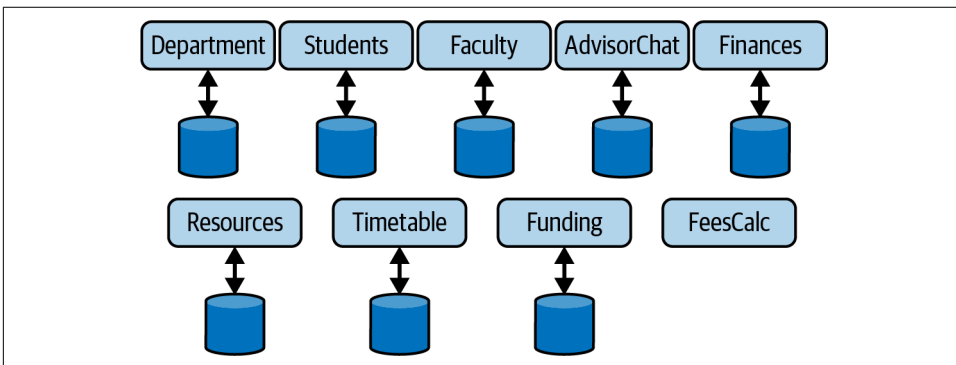 Department Students Faculty AdvisorChat Finances
Resources Timetable Funding FeesCalc